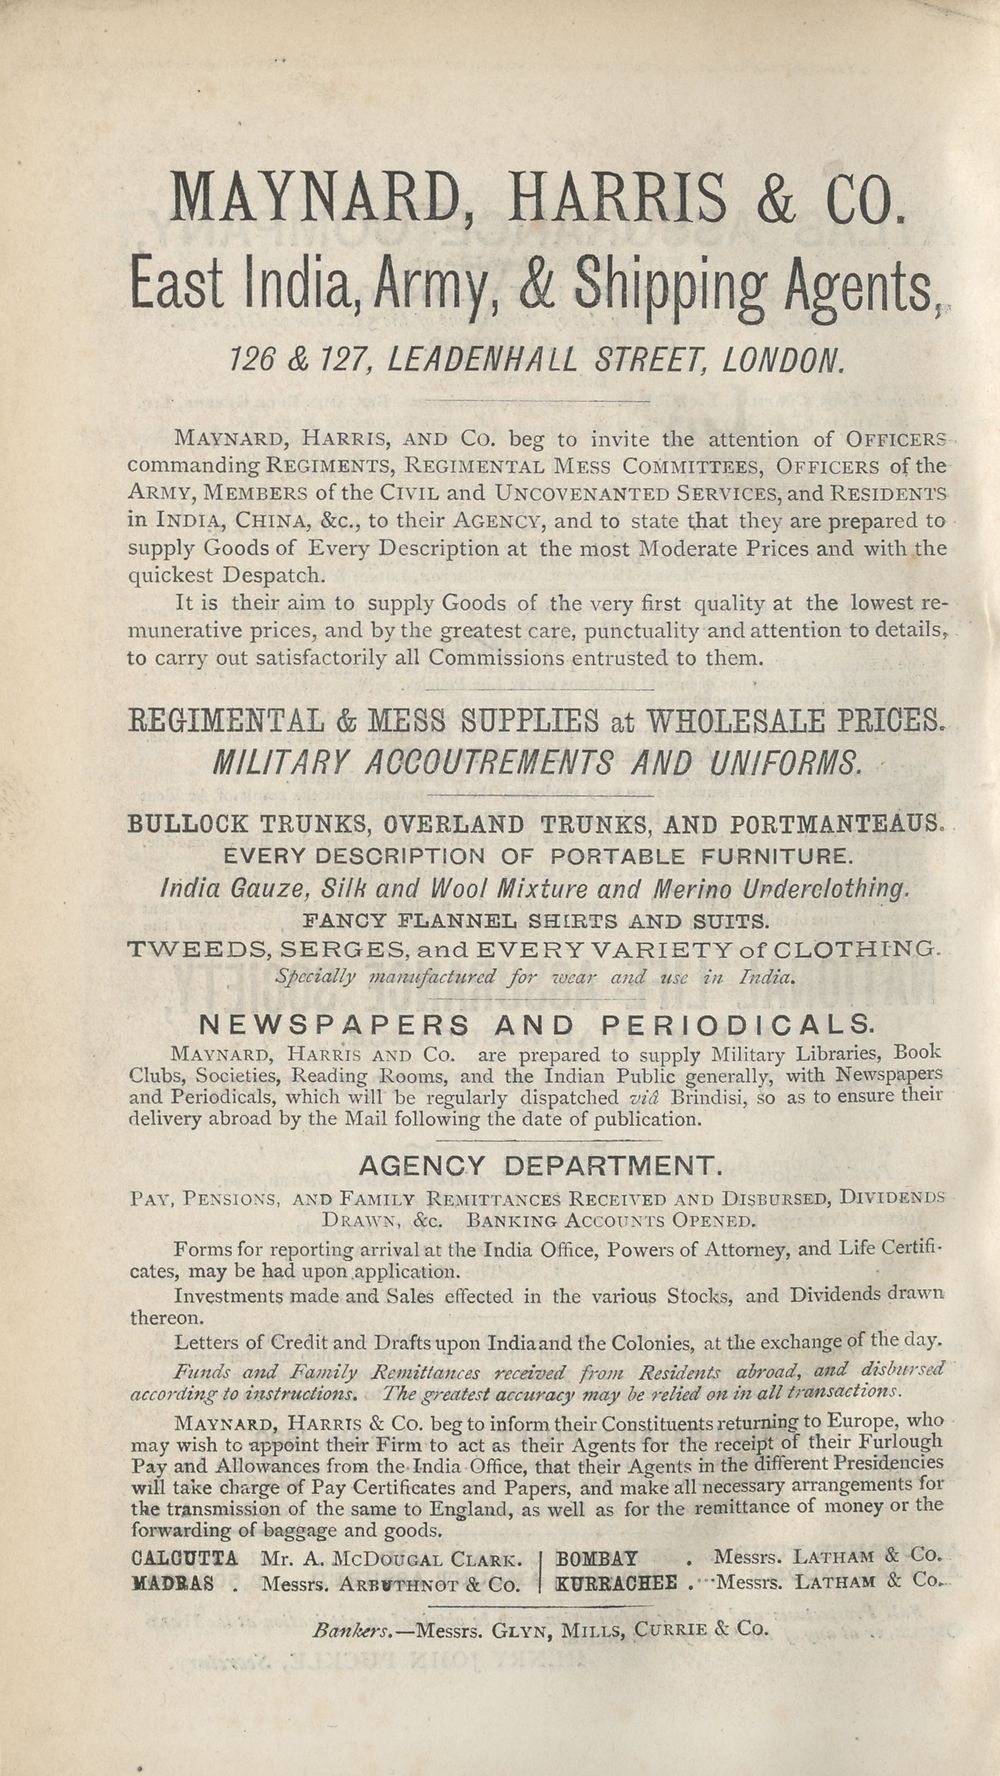 MAYNARD, HARRIS & CO.
East India, Army, & Shipping Agents,
126 & 127, LEADENHALL STREET, LONDON.
MAYNARD, HARRIS, AND CO. beg to invite the attention of OFFICERS
commanding REGIMENTS, REGIMENTAL MESS COMMITTEES, OFFICERS of the
ARMY, MEMBERS of the CIVIL and UNCOVENANTED SERVICES, and RESIDENTS
in INDIA, CHINA, &c., to their AGENCY, and to state that they are prepared to
supply Goods of Every Description at the most Moderate Prices and with the
quickest Despatch.
It is their aim to supply Goods of the very first quality at the lowest re-
munerative prices, and by the greatest care, punctuality and attention to details,
to carry out satisfactorily all Commissions entrusted to them.
REGIMENTAL & MESS SUPPLIES at WHOLESALE PRICES.
MILITARY ACCOUTREMENTS AND UNIFORMS.
BULLOCK TRUNKS, OVERLAND TRUNKS, AND PORTMANTEAUS.
EVERY DESCRIPTION OF PORTABLE FURNITURE.
India Gauze, Silk and Wool Mixture and Merino Underclothing.
FANCY FLANNEL SHIRTS AND SUITS.
TWEEDS, SERGES, and EVERY VARIETY of CLOTHING.
Specially manufactured for wear and use in India.
NEWSPAPERS AND PERIODICALS.
MAYNARD, HARRIS AND CO. are prepared to supply Military Libraries, Book
Clubs, Societies, Reading Rooms, and the Indian Public generally, with Newspapers
and Periodicals, which will be regularly dispatched viâ Brindisi, so as to ensure their
delivery abroad by the Mail following the date of publication.
AGENCY DEPARTMENT.
PAY, PENSIONS, AND FAMILY REMITTANCES RECEIVED AND DISBURSED, DIVIDENDS
DRAWN, &c. BANKING ACCOUNTS OPENED.
Forms for reporting arrival at the India Office, Powers of Attorney, and Life Certifi-
cates, may be had upon application.
Investments made and Sales effected in the various Stocks, and Dividends drawn
thereon.
Letters of Credit and Drafts upon India and the Colonies, at the exchange of the day.
Funds and Family Remittances received from Residents abroad, and disbursed
according to instructions. The greatest accuracy may be relied on in all transactions.
MAYNARD, HARRIS & CO. beg to inform their Constituents returning to Europe, who
may wish to appoint their Firm to act as their Agents for the receipt of their Furlough
Pay and Allowances from the India Office, that their Agents in the different Presidencies
will take charge of Pay Certificates and Papers, and make all necessary arrangements for
the transmission of the same to England, as well as for the remittance of money or the
forwarding of baggage and goods.
CALCUTTA Mr. A. MCDOUGAL CLARK. | BOMBAY . Messrs. LATHAM & Co.
MADRAS . Messrs. ARBUTHNOT & Co. | KURRACHEE . Messrs. LATHAM & Co.
Bankers.—Messrs. GLYN, MILLS, CURRIE & Co.